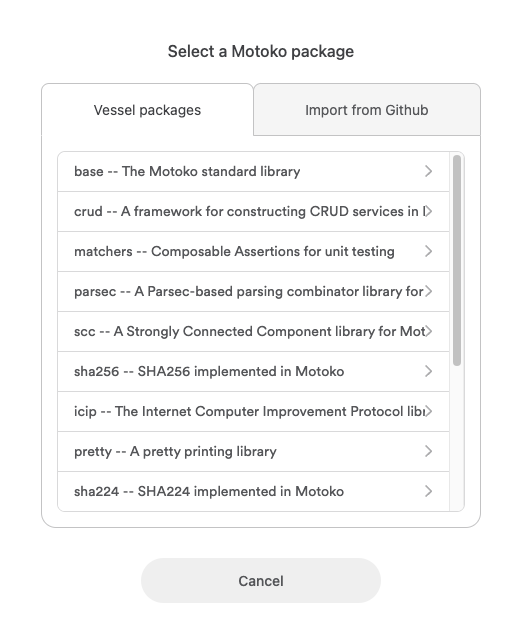 Select a Motoko package
Vessel packages
Import from Github
base -- The Motoko standard library
crud -- A framework for constructing CRUD services in
matchers -- Composable Assertions for unit testing
parsec -- A Parsec-based parsing combinator library for
scc -- A Strongly Connected Component library for Mot
sha256 -- SHA256 implemented in Motoko
icip -- The Internet Computer Improvement Protocol
pretty -- A pretty printing library
sha224 -- SHA224 implemented in Motoko
Cancel